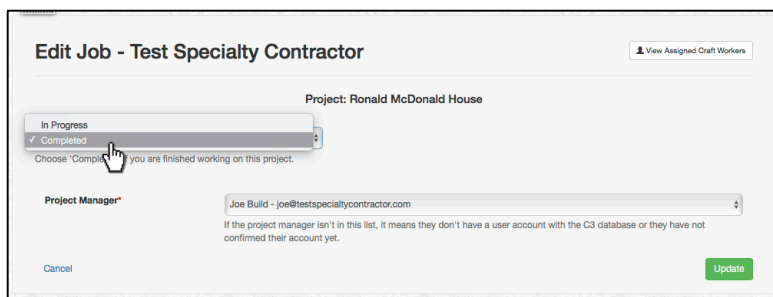 Edit Job - Test Specialty Contractor
View Assigned Craft Workers
Project: Ronald McDonald House
In Progress
✓ Completed
Choose 'Comple you are finished working on this project.
Project Manager*
Joe Build - joe@testspecialtycontractor.com
If the project manager isn't in this list, it means they don't have a user account with the C3 database or they have not
confirmed their account yet.
Cancel
Update